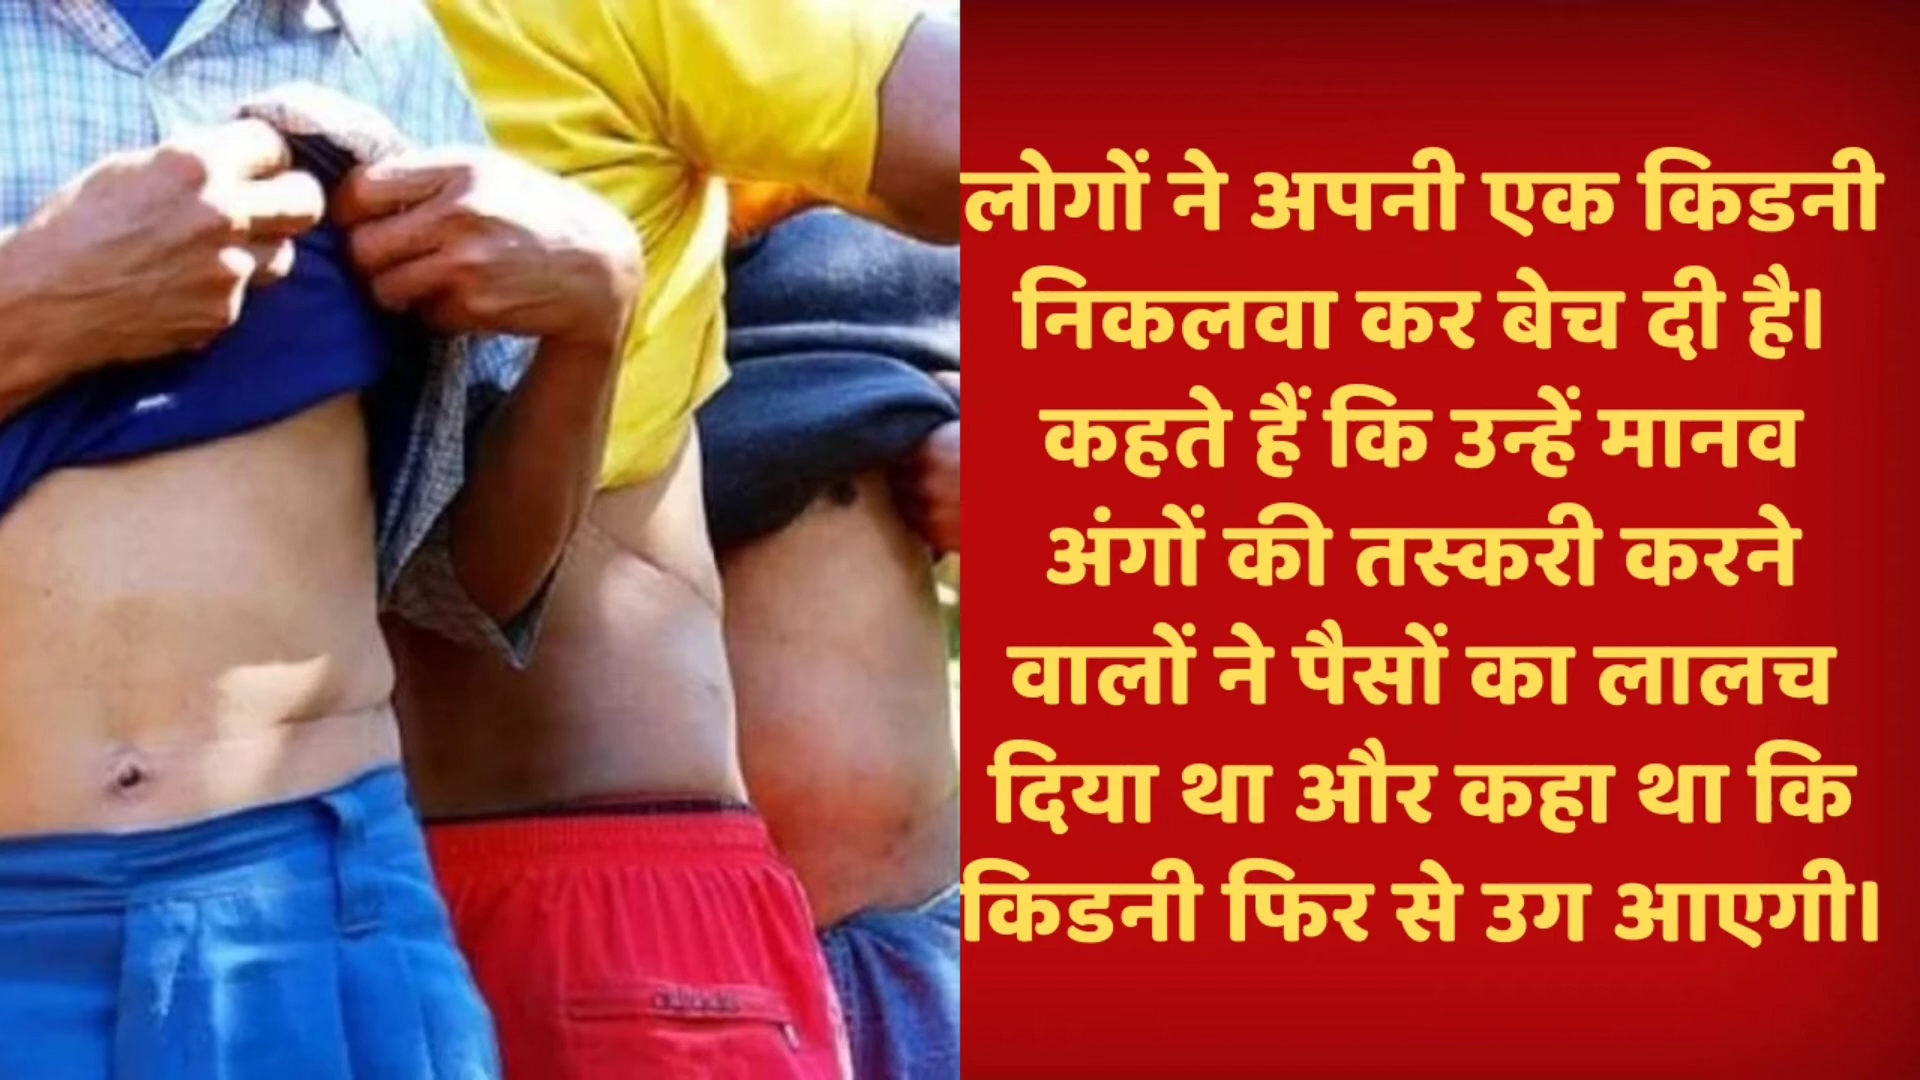 लोगों ने अपनी एक किडनी
निकलवा कर बेच दी है।
कहते हैं कि उन्हें मानव
अंगों की तस्करी करने
वालों ने पैसों का लालच
दिया था और कहा था कि
किडनी फिर से उग आएगी।